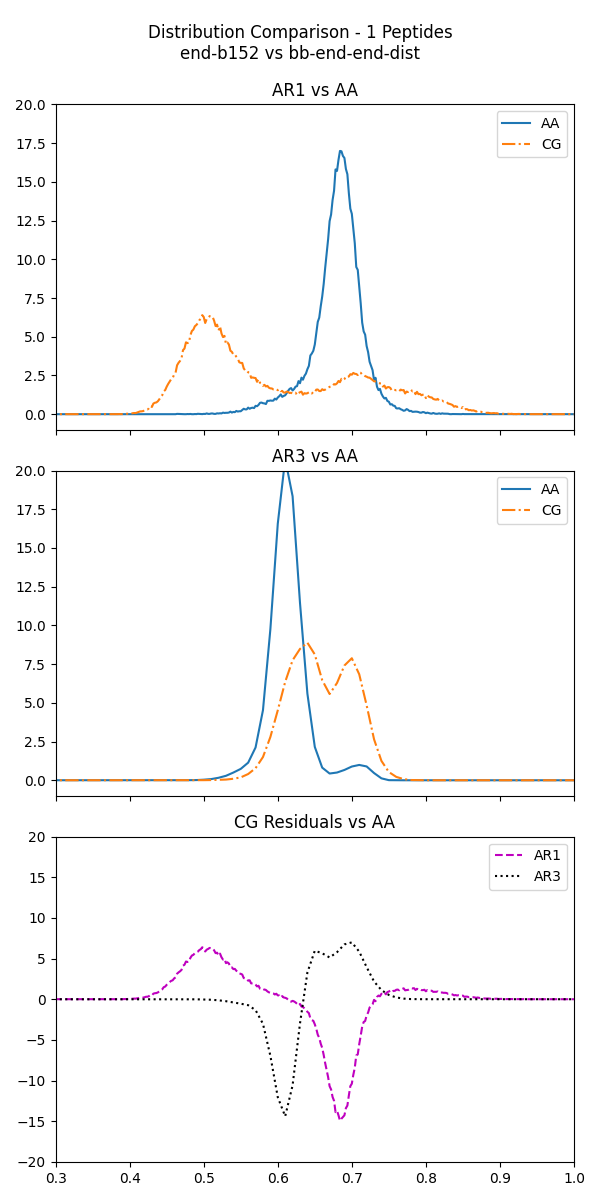 Distribution Comparison - 1 Peptides
end-b152 vs bb-end-end-dist
AR1 vs AA
20.0
17.5
15.0
12.5
10.0
7.5
5.0
2.5
0.0
AA
CG
AR3 vs AA
20.0
17.5
15.0
12.5
10.0
7.5
5.0
2.5
0.0
AA
CG
CG Residuals vs AA
20
15
10
5
0
−5
−10
−15
−20
AR1
AR3
0.3 0.4 0.5 0.6 0.7 0.8 0.9 1.0